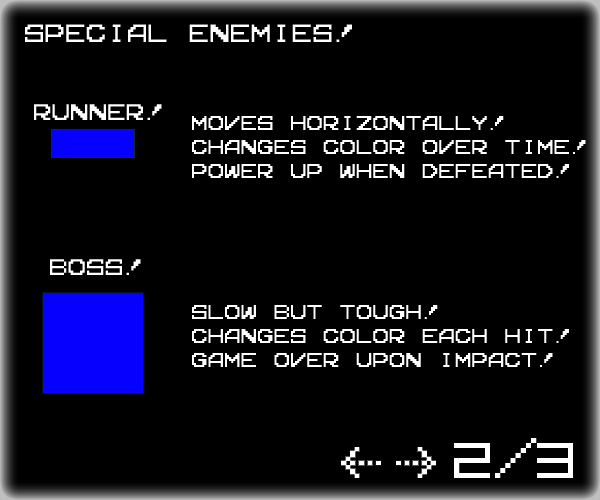 SPECIAL ENEMIES!
RUNNER!
MOVES HORIZONTALLY!
CHANGES COLOR OVER TIME!
POWER UP WHEN DEFEATED!
BOSS!
SLOW BUT TOUGH!
CHANGES COLOR EACH HIT!
GAME OVER UPON IMPACT!
←→ 2/3